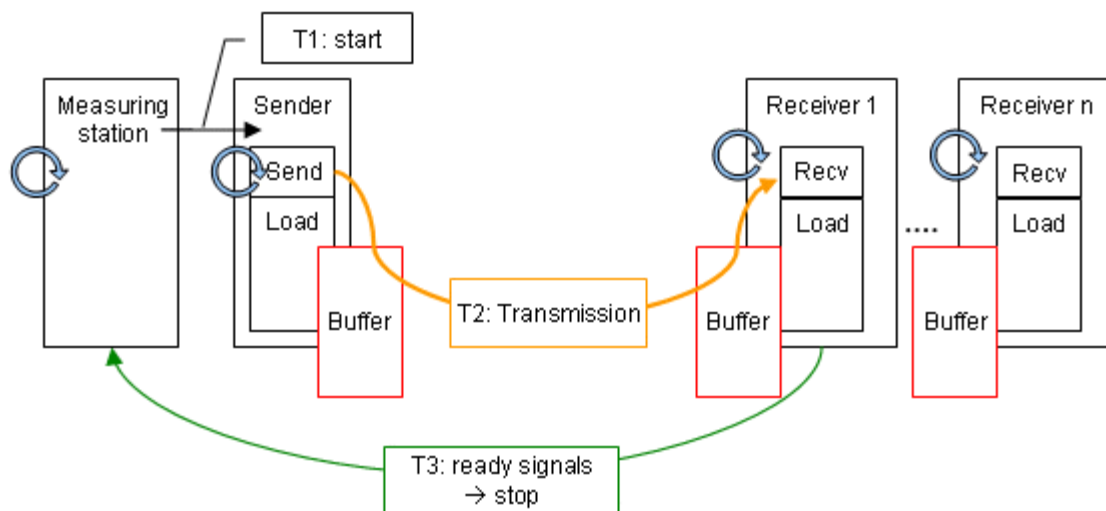 T1: start
Measuring
station
Sender
Receiver 1
Receiver n
Send
Recv
Recv
Load
Load
Load
....
Buffer
T2: Transmission
Buffer
Buffer
T3: ready signals
→ stop